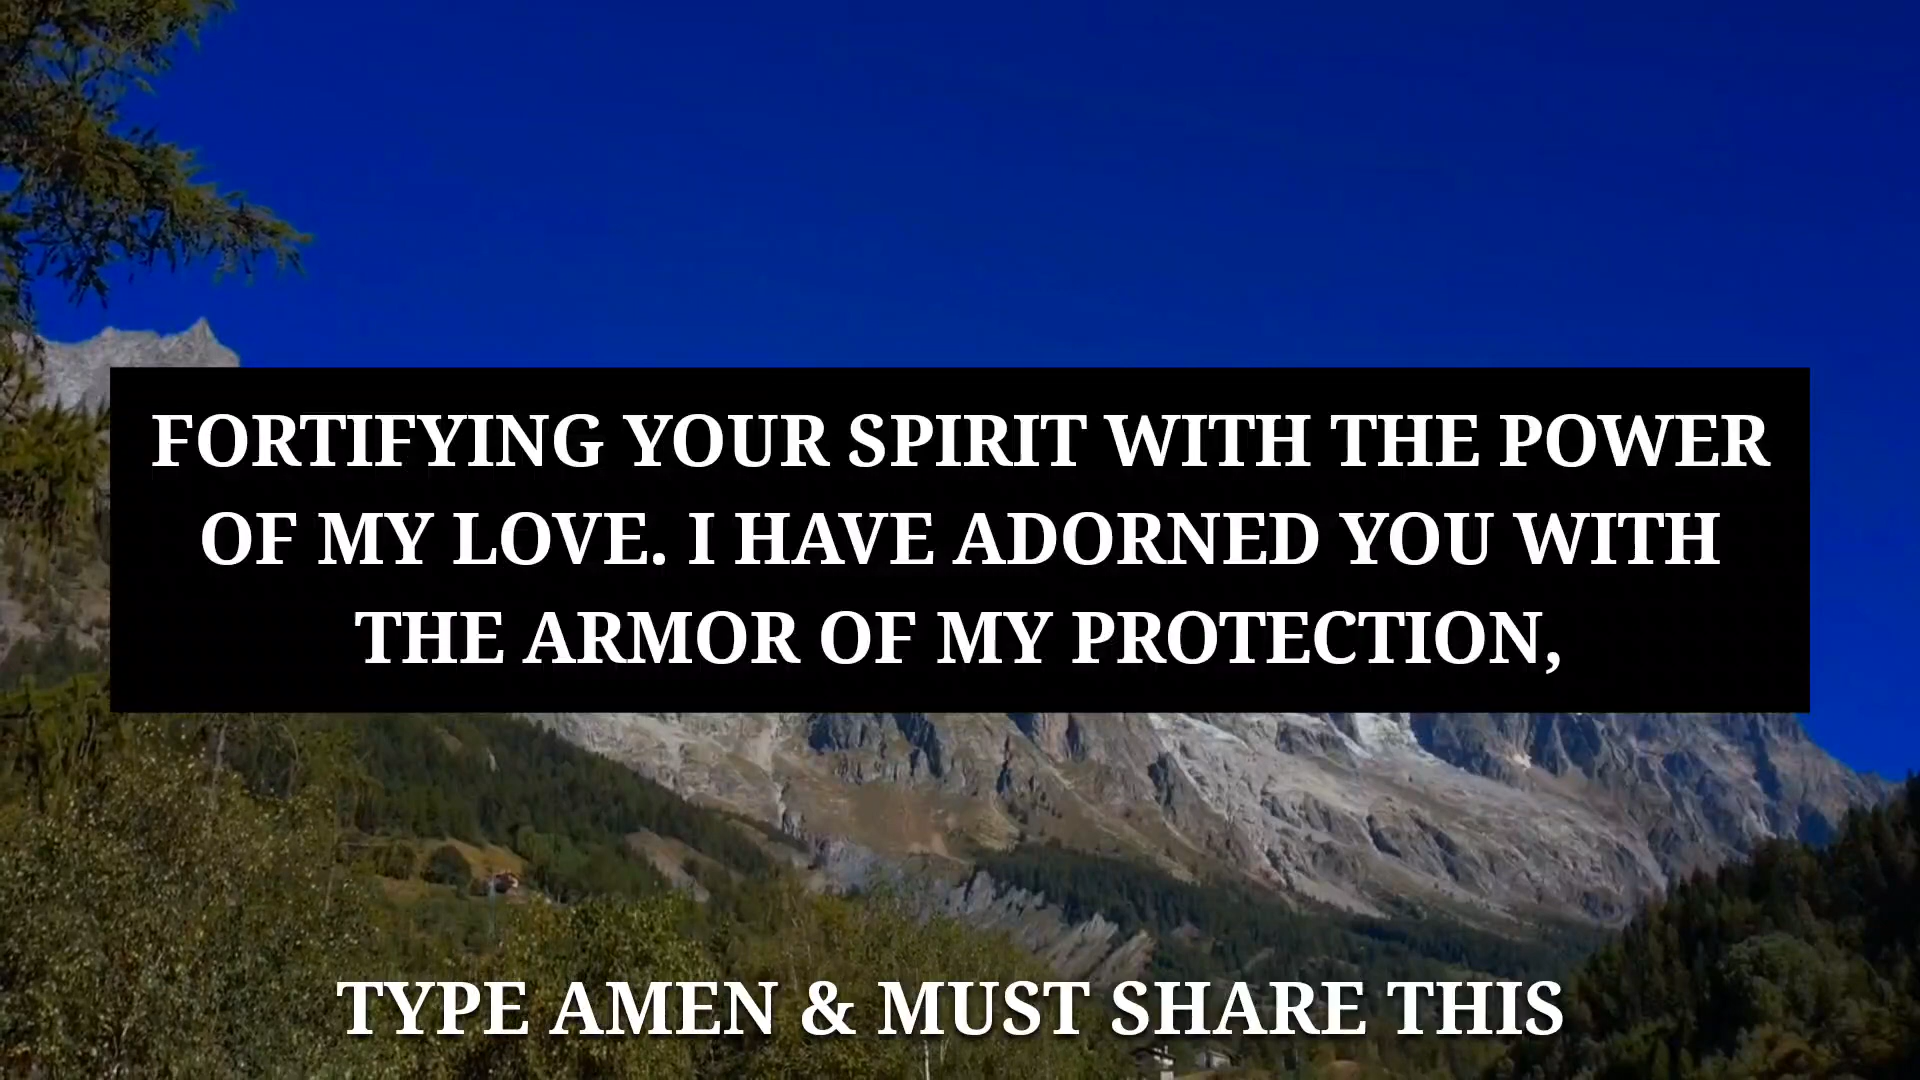 FORTIFYING YOUR SPIRIT WITH THE POWER
OF MY LOVE. I HAVE ADORNED YOU WITH
THE ARMOR OF MY PROTECTION,
TYPE AMEN & MUST SHARE THIS